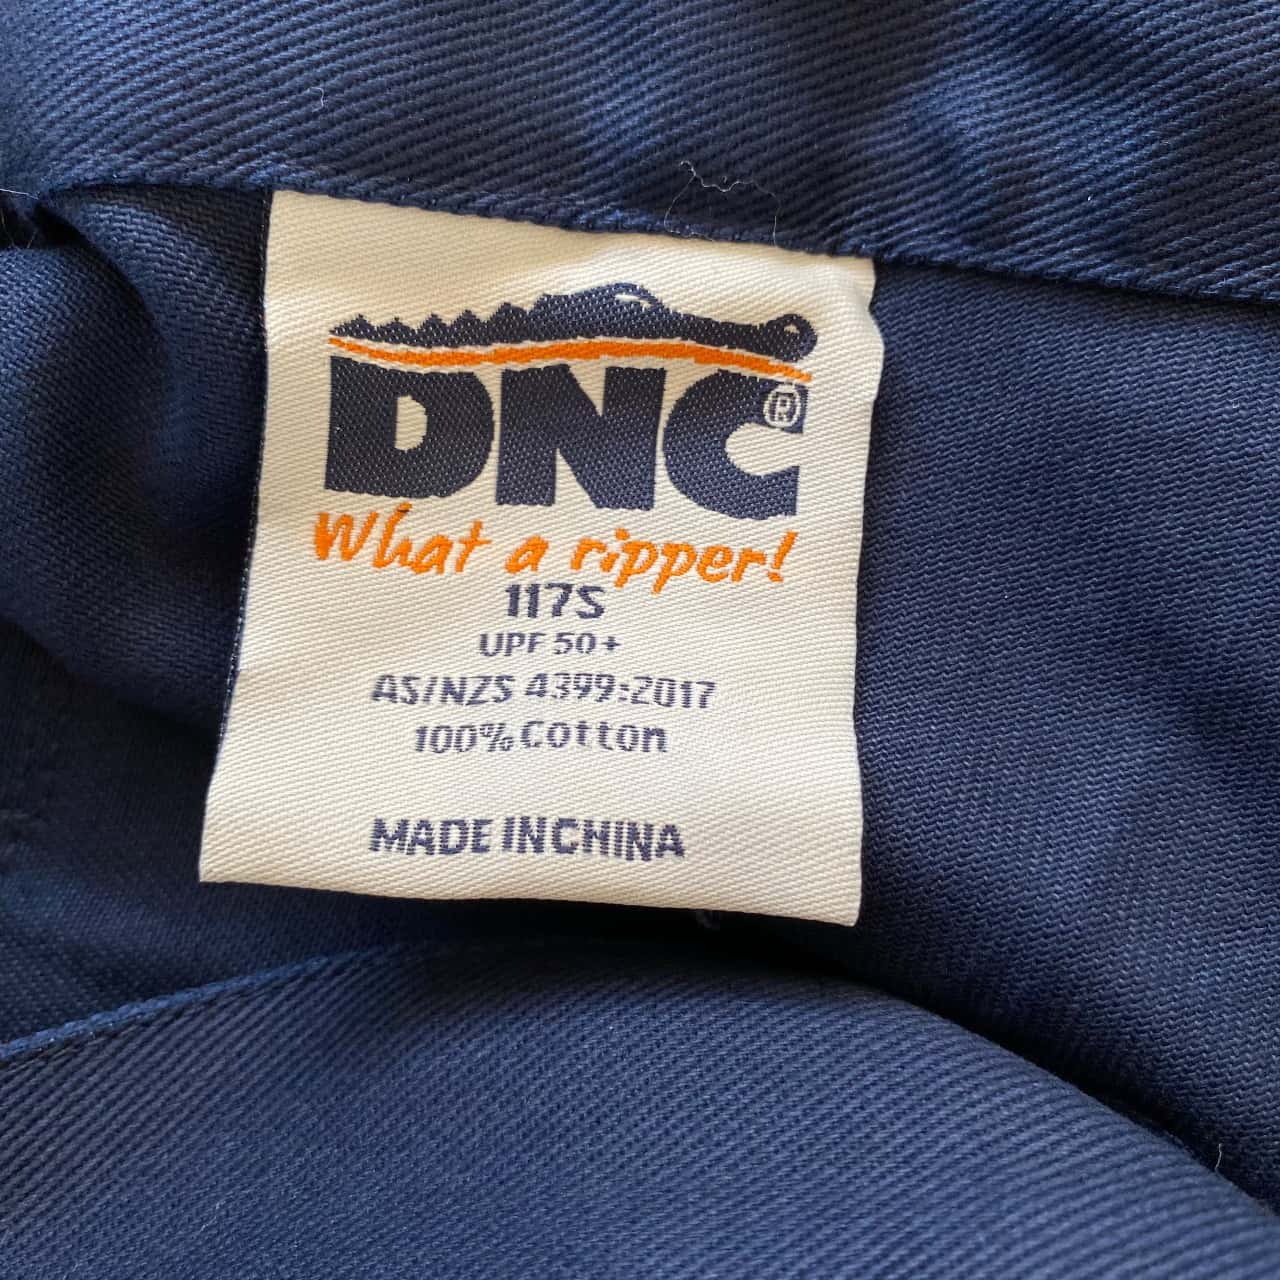 DNC®
What a ripper!
117S
UPF 50+
AS/NZS 4399:2017
100% Cotton
MADE IN CHINA